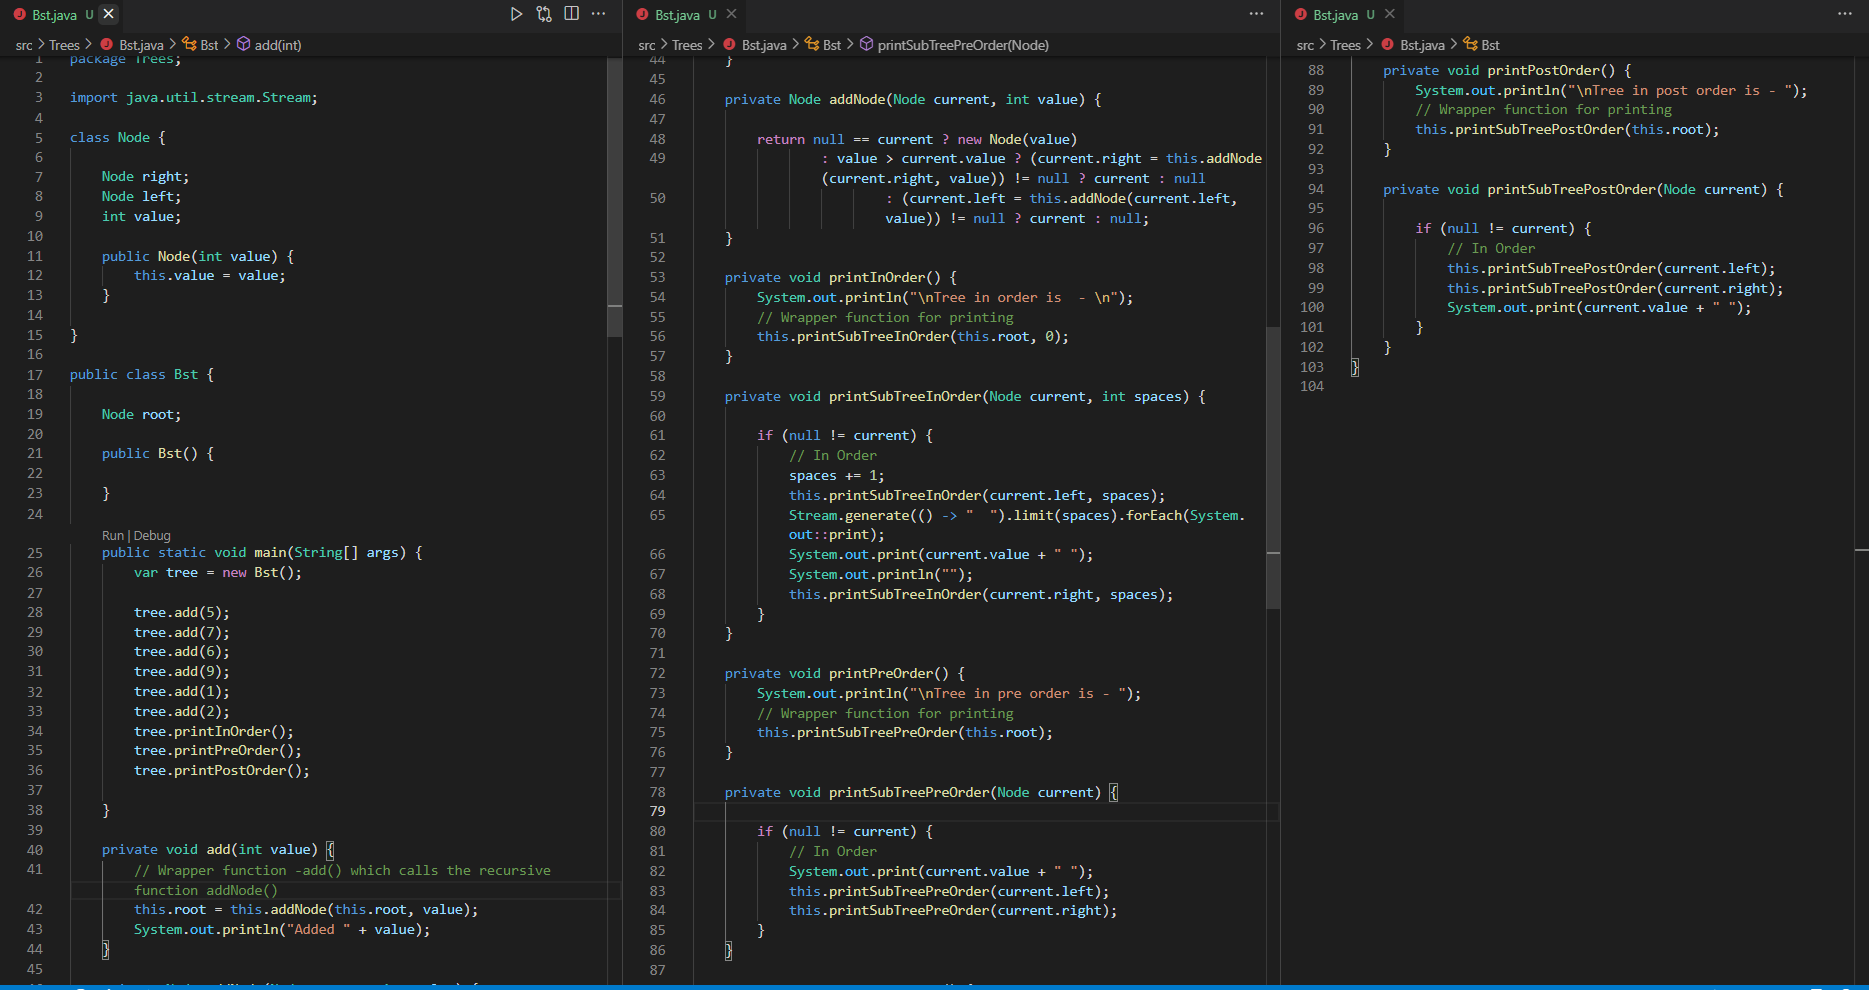 Bst.java U
src > Trees > Bst.java > Bst > add(int)
1 package Trees;
2
3 import java.util.stream.Stream;
4
5 class Node {
6
7 Node right;
8 Node left;
9 int value;
10
11 public Node(int value) {
12 this.value = value;
13 }
14
15 }
16
17 public class Bst {
18
19 Node root;
20
21 public Bst() {
22
23 }
24
Run | Debug
25 public static void main(String[] args) {
26 var tree = new Bst();
27
28 tree.add(5);
29 tree.add(7);
30 tree.add(6);
31 tree.add(9);
32 tree.add(1);
33 tree.add(2);
34 tree.printInOrder();
35 tree.printPreOrder();
36 tree.printPostOrder();
37
38 }
39
40 private void add(int value) {
41 // Wrapper function -add() which calls the recursive
function addNode()
42 this.root = this.addNode(this.root, value);
43 System.out.println("Added " + value);
44 }
45
Bst.java U
src > Trees > Bst.java > Bst > printSubTreePreOrder(Node)
44 }
45
46 private Node addNode(Node current, int value) {
47
48 return null == current ? new Node(value)
49 : value > current.value ? (current.right = this.addNode
(current.right, value)) != null ? current : null
50 : (current.left = this.addNode(current.left,
value)) != null ? current : null;
51 }
52
53 private void printInOrder() {
54 System.out.println("\nTree in order is  - \n");
55 // Wrapper function for printing
56 this.printSubTreeInOrder(this.root, 0);
57 }
58
59 private void printSubTreeInOrder(Node current, int spaces) {
60
61 if (null != current) {
62 // In Order
63 spaces += 1;
64 this.printSubTreeInOrder(current.left, spaces);
65 Stream.generate(() -> "  ").limit(spaces).forEach(System.
out::print);
66 System.out.print(current.value + " ");
67 System.out.println("");
68 this.printSubTreeInOrder(current.right, spaces);
69 }
70 }
71
72 private void printPreOrder() {
73 System.out.println("\nTree in pre order is - ");
74 // Wrapper function for printing
75 this.printSubTreePreOrder(this.root);
76 }
77
78 private void printSubTreePreOrder(Node current) {
79
80 if (null != current) {
81 // In Order
82 System.out.print(current.value + " ");
83 this.printSubTreePreOrder(current.left);
84 this.printSubTreePreOrder(current.right);
85 }
86 }
87
Bst.java U
src > Trees > Bst.java > Bst
88 private void printPostOrder() {
89 System.out.println("\nTree in post order is - ");
90 // Wrapper function for printing
91 this.printSubTreePostOrder(this.root);
92 }
93
94 private void printSubTreePostOrder(Node current) {
95
96 if (null != current) {
97 // In Order
98 this.printSubTreePostOrder(current.left);
99 this.printSubTreePostOrder(current.right);
100 System.out.print(current.value + " ");
101 }
102 }
103 }
104